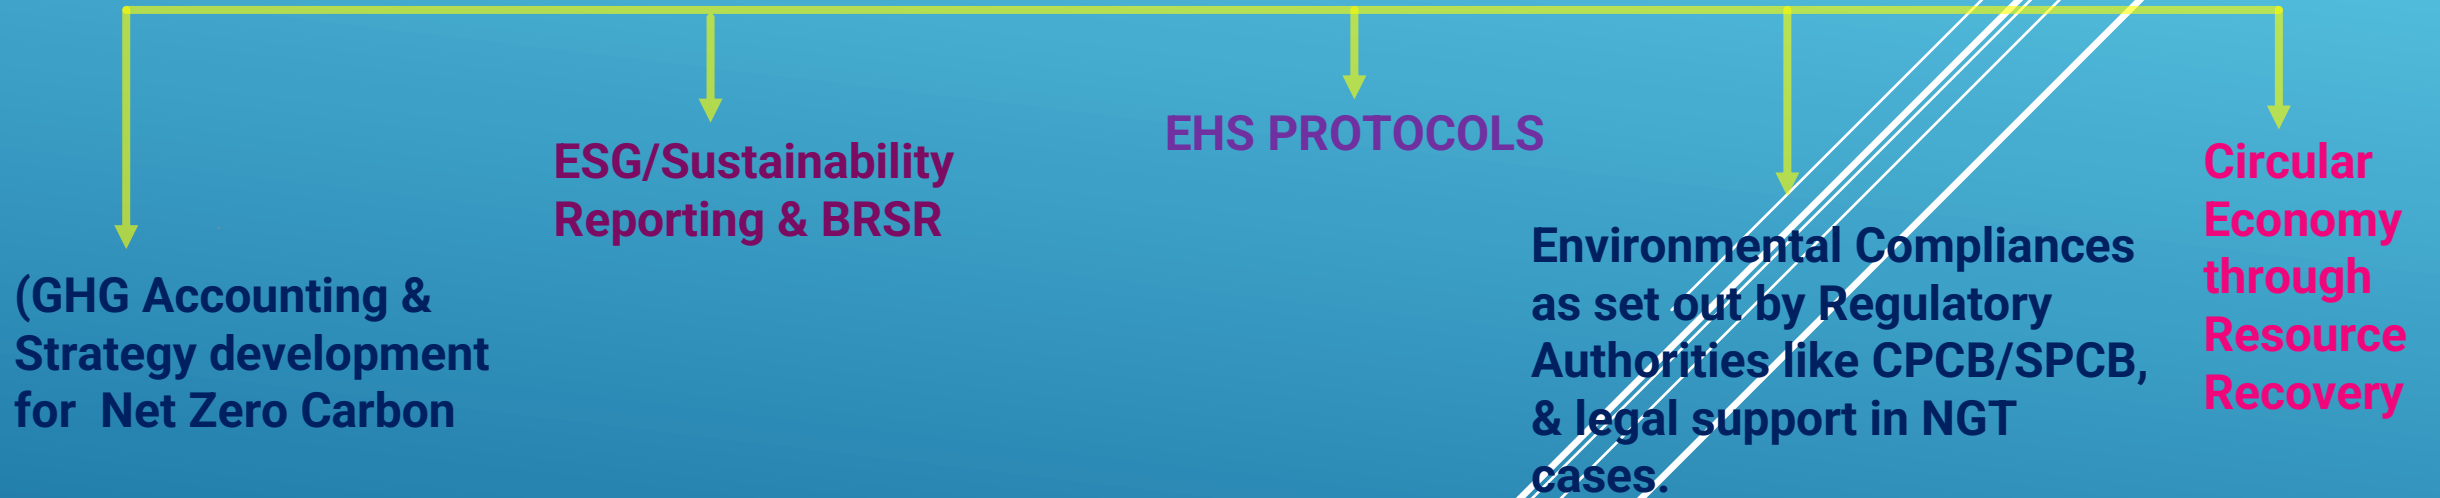 (GHG Accounting &
Strategy development
for  Net Zero Carbon
ESG/Sustainability
Reporting & BRSR
EHS PROTOCOLS
Environmental Compliances
as set out by Regulatory
Authorities like CPCB/SPCB,
& legal support in NGT
cases.
Circular
Economy
through
Resource
Recovery